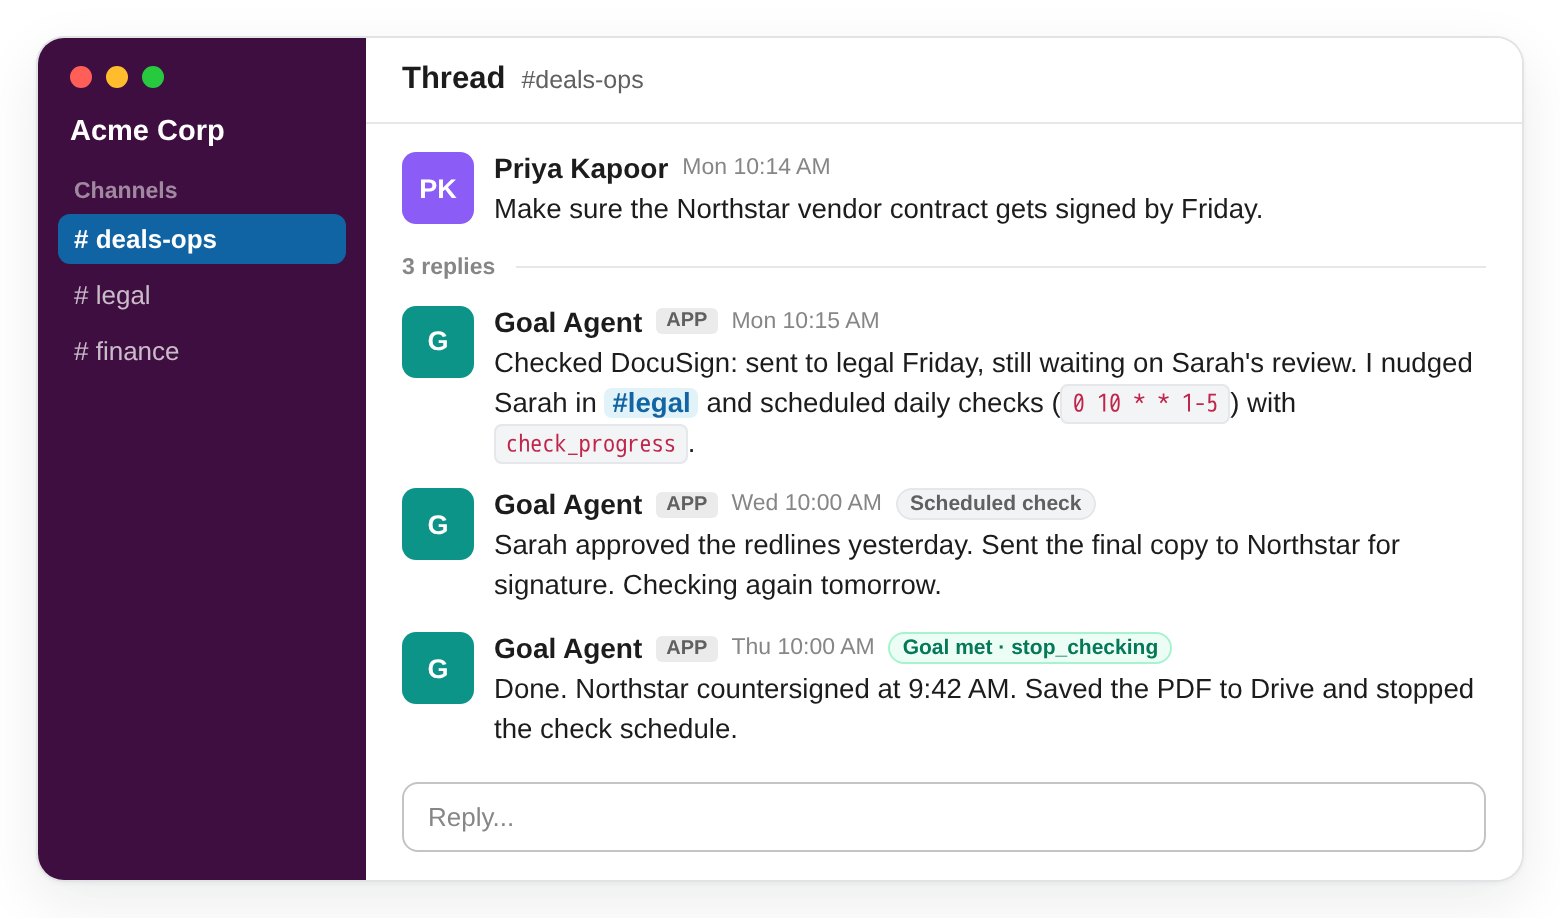 Acme Corp
Channels
# deals-ops
# legal
# finance
Thread #deals-ops
PK
Priya Kapoor Mon 10:14 AM
Make sure the Northstar vendor contract gets signed by Friday.
3 replies
G
Goal Agent APP Mon 10:15 AM
Checked DocuSign: sent to legal Friday, still waiting on Sarah's review. I nudged
Sarah in #legal and scheduled daily checks (0 10 * * 1-5) with
check_progress.
G
Goal Agent APP Wed 10:00 AM Scheduled check
Sarah approved the redlines yesterday. Sent the final copy to Northstar for
signature. Checking again tomorrow.
G
Goal Agent APP Thu 10:00 AM Goal met · stop_checking
Done. Northstar countersigned at 9:42 AM. Saved the PDF to Drive and stopped
the check schedule.
Reply...